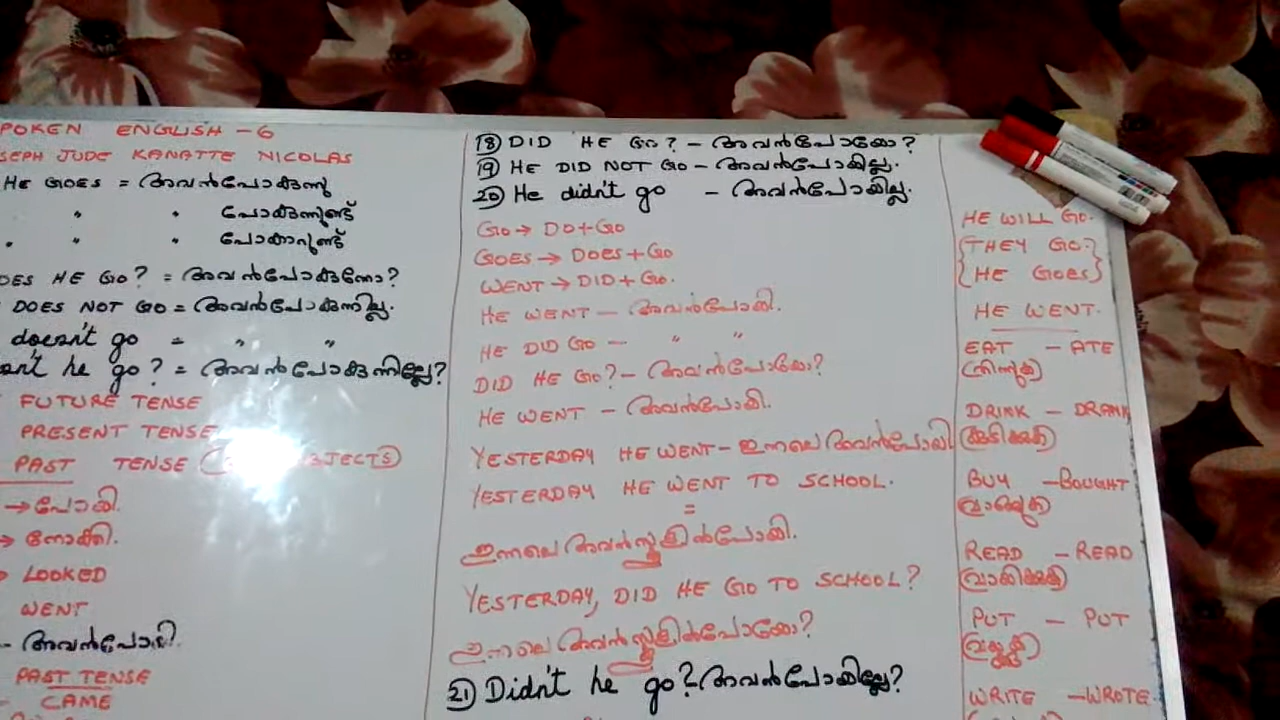 POKEN ENGLISH - 6
SEPH JUDE KANATTE NICOLAS
HE GOES = അവൻപോകുന്നു
" " പോകുന്നുണ്ട്
" " " പോകാറുണ്ട്
OES HE GO? = അവൻപോകുന്നോ?
DOES NOT GO = അവൻപോകുന്നില്ല.
doesn't go = " "
sn't he go? = അവൻപോകുന്നില്ലേ?
FUTURE TENSE
PRESENT TENSE
PAST TENSE
→ പോയി.
→ നോക്കി.
→ LOOKED
WENT
- അവൻപോയി.
PAST TENSE
- CAME
18 DID HE GO? - അവൻപോയോ?
19 HE DID NOT GO - അവൻപോയില്ല.
20 He didn't go - അവൻപോയില്ല.
GO → DO+GO
GOES → DOES+GO
WENT → DID+GO.
HE WENT - അവൻപോയി.
HE DID GO - " "
DID HE GO? - അവൻപോയോ?
HE WENT - അവൻപോയി.
YESTERDAY HE WENT - ഇന്നലെ അവൻപോയി
YESTERDAY HE WENT TO SCHOOL.
=
ഇന്നലെ അവൻസ്കൂളിൽപോയി.
YESTERDAY, DID HE GO TO SCHOOL?
ഇന്നലെ അവൻസ്കൂളിൽപോയോ?
21 Didn't he go? - അവൻപോയില്ലേ?
HE WILL GO.
{THEY GO?}
{HE GOES}
HE WENT.
EAT - ATE
(തിന്നുക)
DRINK - DRANK
(കുടിക്കുക)
BUY - BOUGHT
(വാങ്ങുക)
READ - READ
(വായിക്കുക)
PUT - PUT
WRITE - WROTE